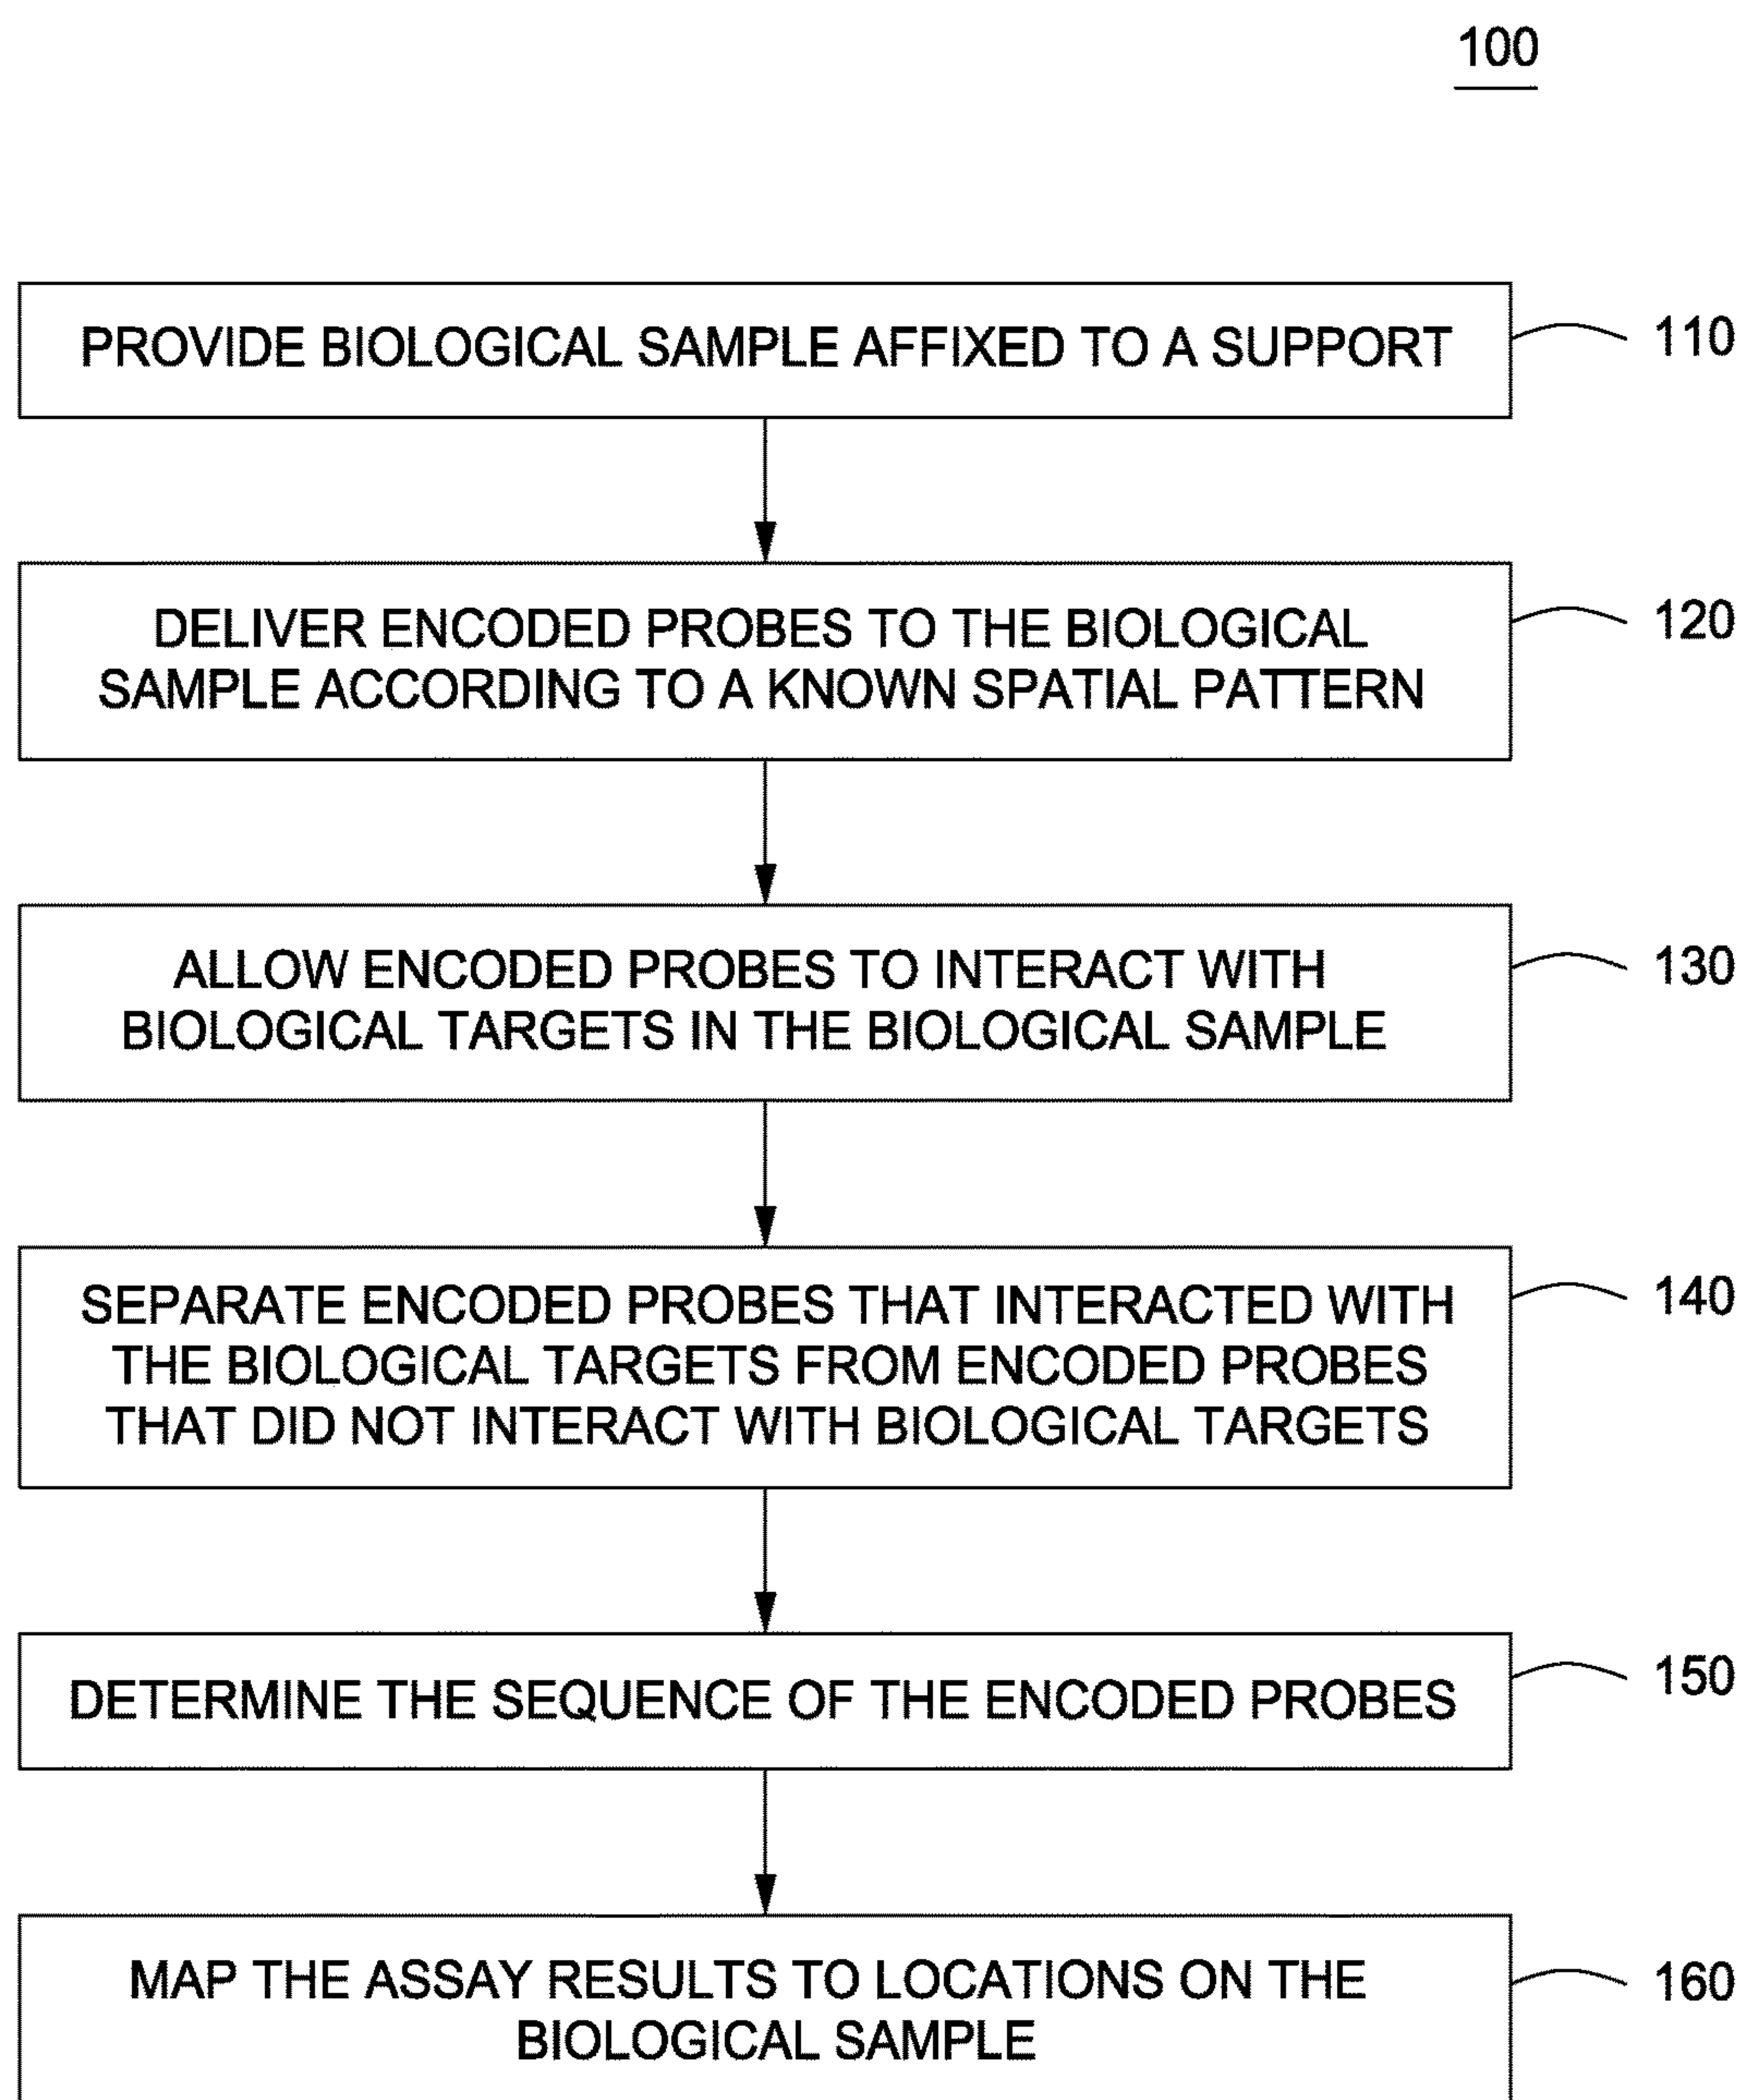 100
PROVIDE BIOLOGICAL SAMPLE AFFIXED TO A SUPPORT
110
DELIVER ENCODED PROBES TO THE BIOLOGICAL
SAMPLE ACCORDING TO A KNOWN SPATIAL PATTERN
120
ALLOW ENCODED PROBES TO INTERACT WITH
BIOLOGICAL TARGETS IN THE BIOLOGICAL SAMPLE
130
SEPARATE ENCODED PROBES THAT INTERACTED WITH
THE BIOLOGICAL TARGETS FROM ENCODED PROBES
THAT DID NOT INTERACT WITH BIOLOGICAL TARGETS
140
DETERMINE THE SEQUENCE OF THE ENCODED PROBES
150
MAP THE ASSAY RESULTS TO LOCATIONS ON THE
BIOLOGICAL SAMPLE
160